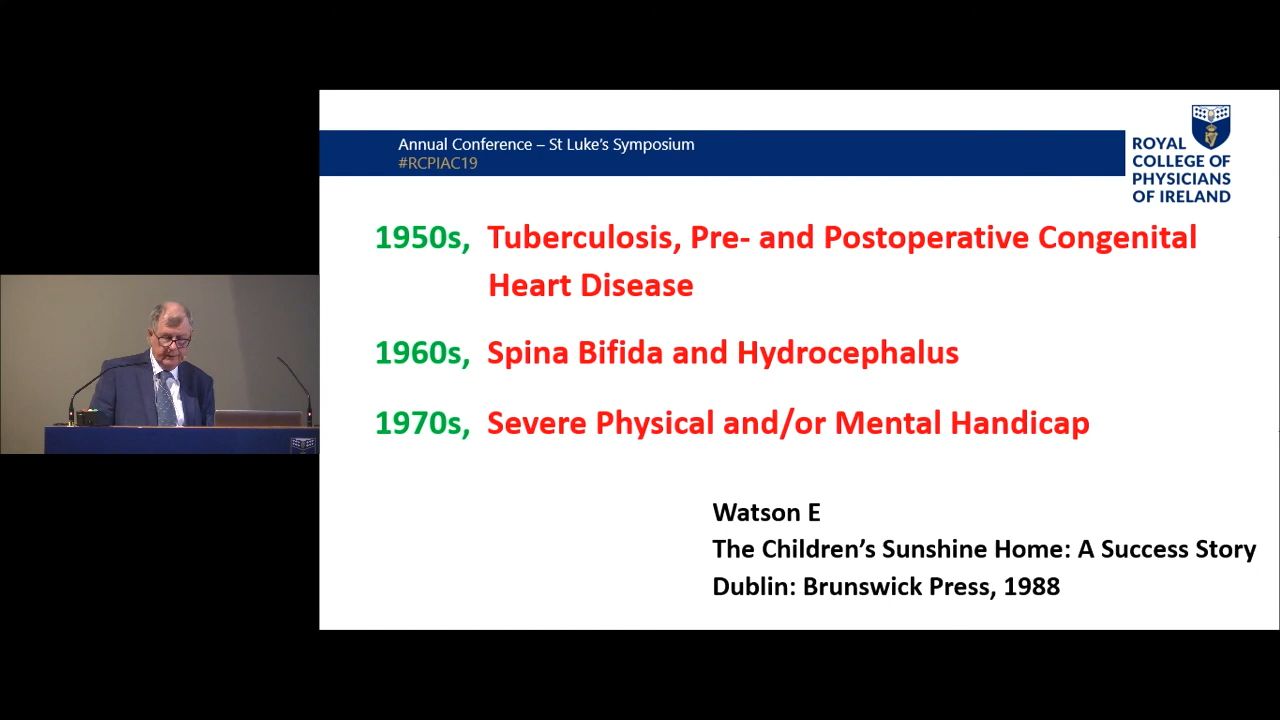 Annual Conference – St Luke's Symposium
#RCPIAC19
ROYAL
COLLEGE OF
PHYSICIANS
OF IRELAND
1950s, Tuberculosis, Pre- and Postoperative Congenital
Heart Disease
1960s, Spina Bifida and Hydrocephalus
1970s, Severe Physical and/or Mental Handicap
Watson E
The Children's Sunshine Home: A Success Story
Dublin: Brunswick Press, 1988